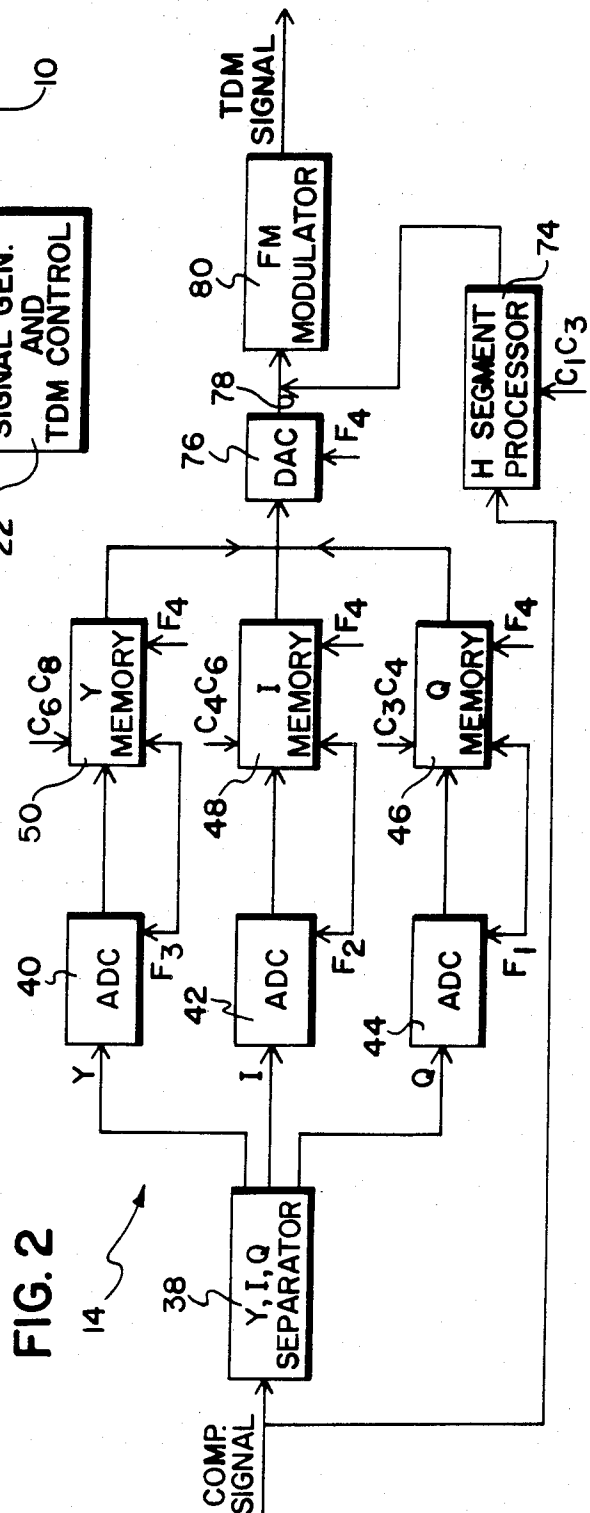 FIG. 2
14
COMP.
SIGNAL
38
Y, I, Q
SEPARATOR
Y
I
Q
40
ADC
F3
42
ADC
F2
44
ADC
F1
50
C6C8
Y
MEMORY
F4
48
C4C6
I
MEMORY
F4
46
C3C4
Q
MEMORY
F4
76
DAC
F4
78
80
FM
MODULATOR
TDM
SIGNAL
H SEGMENT
PROCESSOR
74
C1C3
22
SIGNAL GEN.
AND
TDM CONTROL
10